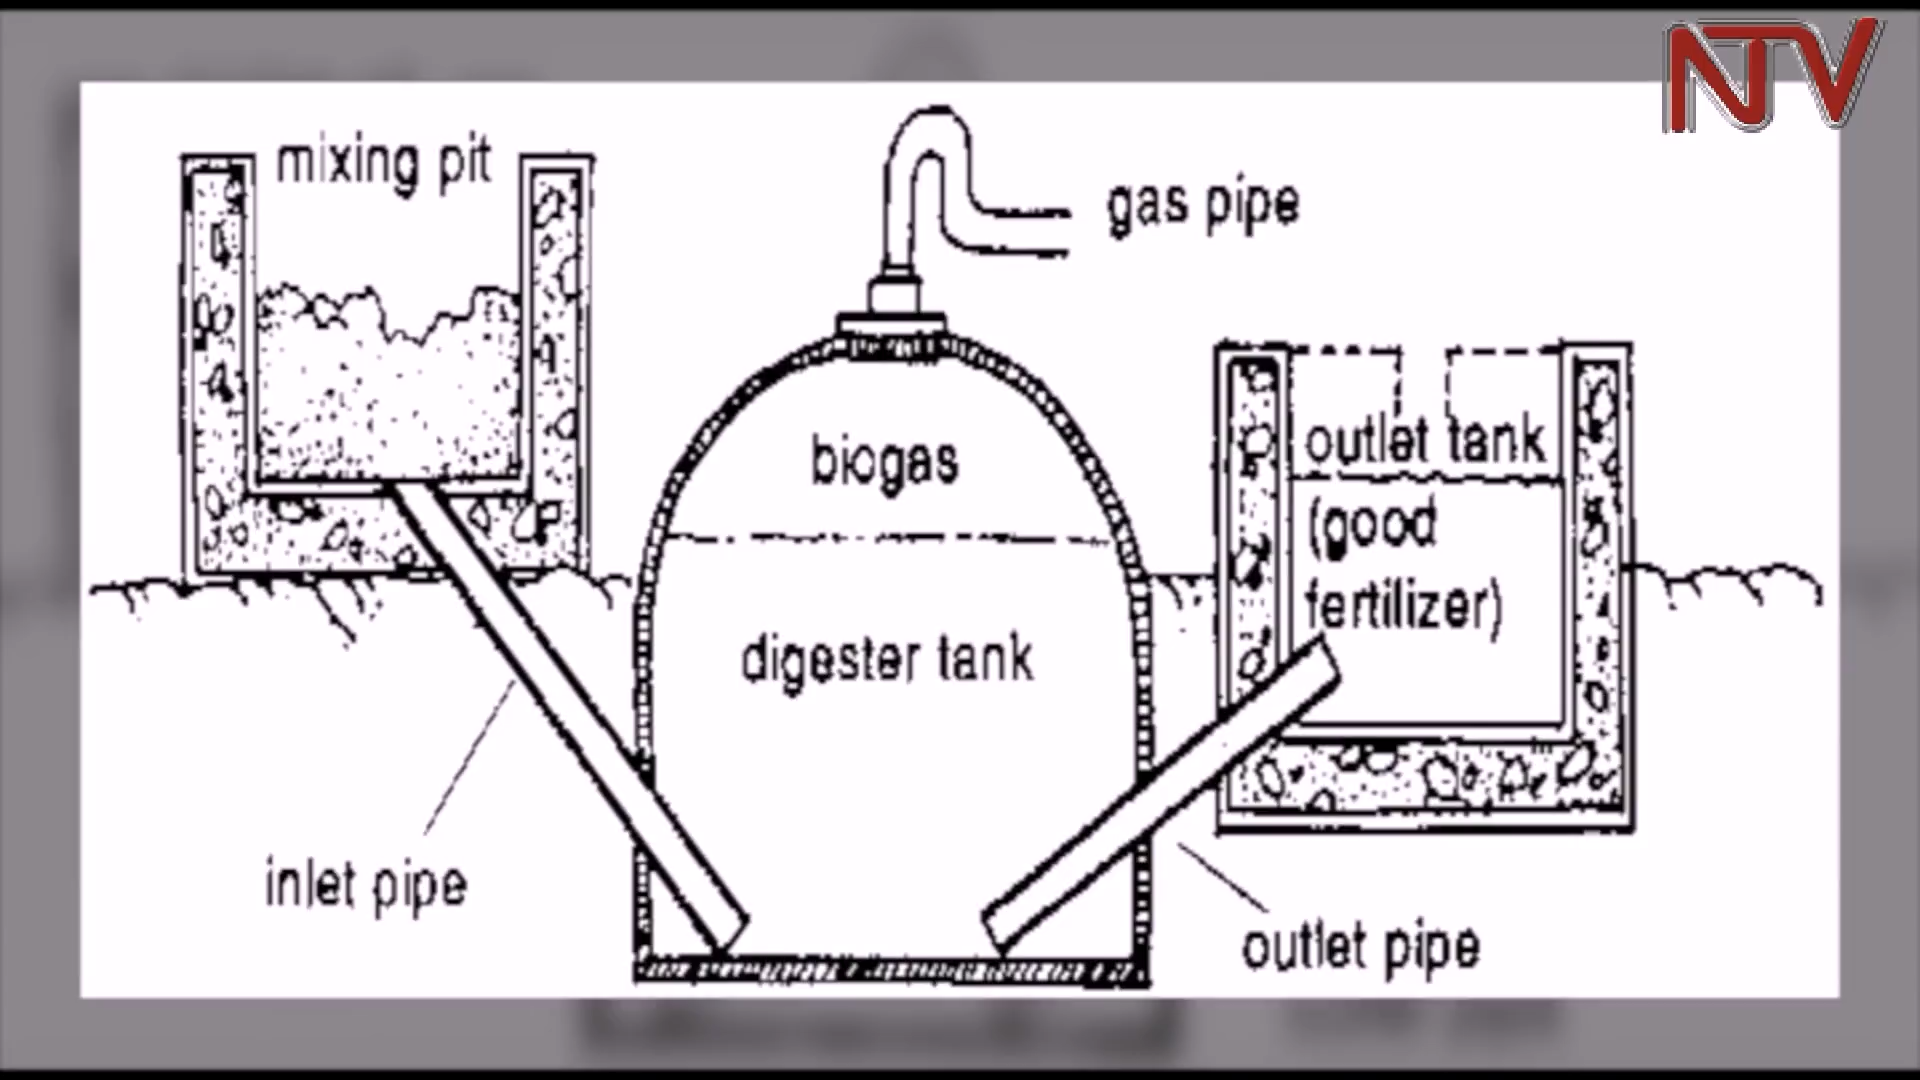 NTV
mixing pit
gas pipe
biogas
outlet tank
(good
fertilizer)
digester tank
inlet pipe
outlet pipe